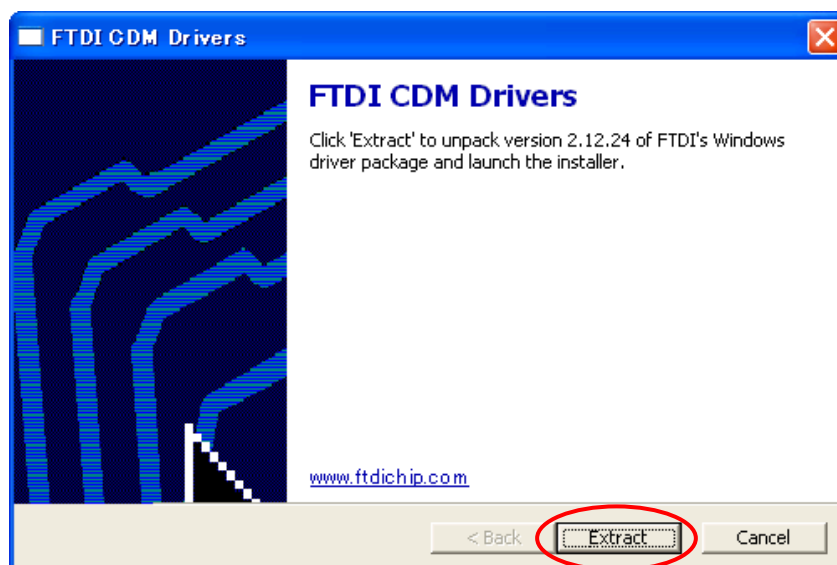 FTDI CDM Drivers
FTDI CDM Drivers
Click 'Extract' to unpack version 2.12.24 of FTDI's Windows
driver package and launch the installer.
www.ftdichip.com
< Back
Extract
Cancel